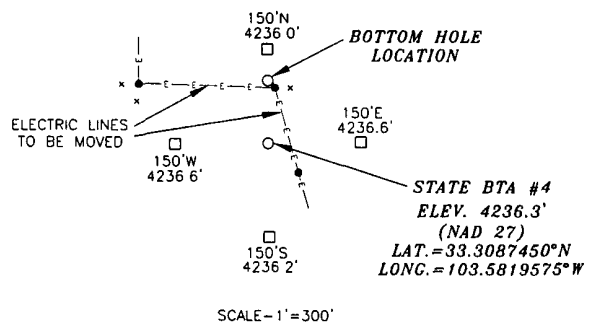 150'N
4236 0'
BOTTOM HOLE
LOCATION
E
x E E E E x
x E
ELECTRIC LINES
TO BE MOVED
E
150'E
4236.6'
E
150'W
4236 6'
E
STATE BTA #4
ELEV. 4236.3'
(NAD 27)
LAT.=33.3087450°N
LONG.=103.5819575°W
150'S
4236 2'
SCALE-1'=300'